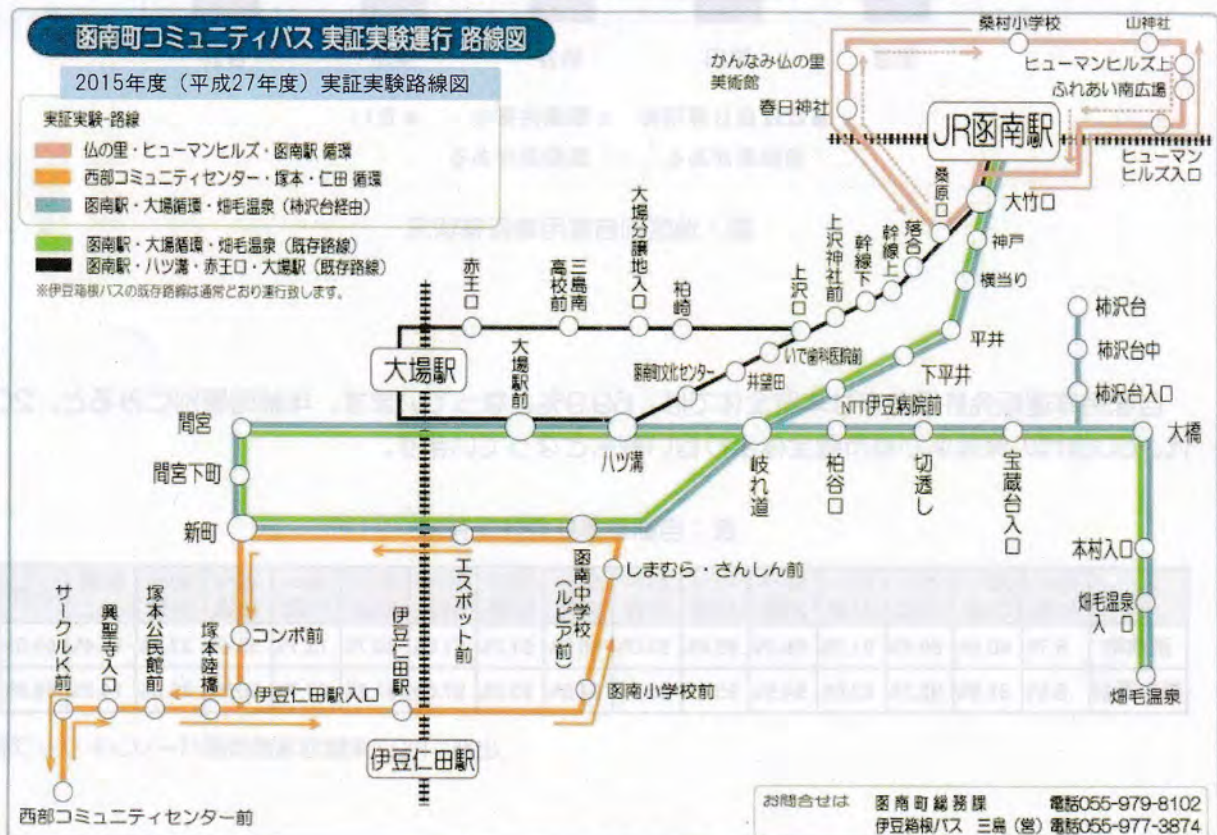 函南町コミュニティバス 実証実験運行 路線図
2015年度（平成27年度）実証実験路線図
実証実験-路線
仏の里・ヒューマンヒルズ・函南駅 循環
西部コミュニティセンター・塚本・仁田 循環
函南駅・大場循環・畑毛温泉（柿沢台経由）
函南駅・大場循環・畑毛温泉（既存路線）
函南駅・八ツ溝・赤王口・大場駅（既存路線）
※伊豆箱根バスの既存路線は通常どおり運行致します。
桑村小学校
山神社
かんなみ仏の里
美術館
ヒューマンヒルズ上
ふれあい南広場
春日神社
JR函南駅
ヒューマン
ヒルズ入口
桑原口
大竹口
落合
幹線上
幹線下
上沢神社前
上沢口
柏崎
大場分譲地入口
三島南
高校前
赤王口
神戸
横当り
平井
下平井
NTT伊豆病院前
柿沢台
柿沢台中
柿沢台入口
いで歯科医院前
井望田
函南町文化センター
大場駅
大場駅前
八ツ溝
岐れ道
柏谷口
切透し
宝蔵台入口
大橋
間宮
間宮下町
新町
本村入口
畑毛温泉
入口
畑毛温泉
エスポット前
函南中学校
（ルピア前）
しまむら・さんしん前
函南小学校前
コンポ前
サークルK前
興聖寺入口
塚本公民館前
塚本陸橋
伊豆仁田駅入口
伊豆仁田駅
伊豆仁田駅
西部コミュニティセンター前
お問合せは 函南町総務課 電話055-979-8102
伊豆箱根バス 三島（営） 電話055-977-3874